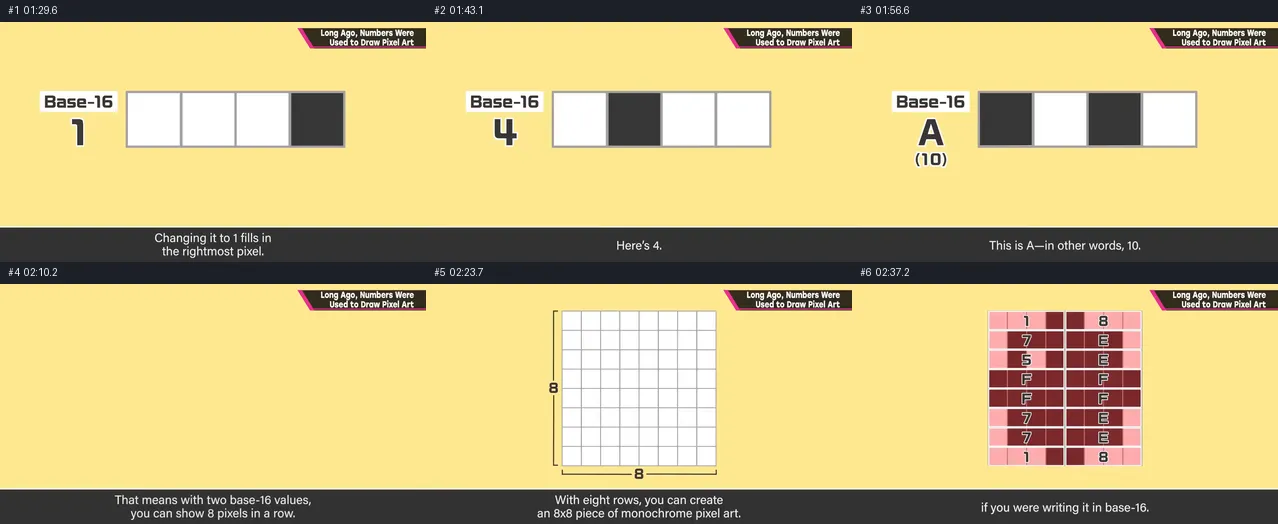 #1 01:29.6
Long Ago, Numbers Were
Used to Draw Pixel Art
Base-16
1
Changing it to 1 fills in
the rightmost pixel.
#2 01:43.1
Long Ago, Numbers Were
Used to Draw Pixel Art
Base-16
4
Here's 4.
#3 01:56.6
Long Ago, Numbers Were
Used to Draw Pixel Art
Base-16
A
(10)
This is A—in other words, 10.
#4 02:10.2
Long Ago, Numbers Were
Used to Draw Pixel Art
That means with two base-16 values,
you can show 8 pixels in a row.
#5 02:23.7
Long Ago, Numbers Were
Used to Draw Pixel Art
8
8
With eight rows, you can create
an 8x8 piece of monochrome pixel art.
#6 02:37.2
Long Ago, Numbers Were
Used to Draw Pixel Art
1 8
7 E
5 E
F F
F F
7 E
7 E
1 8
if you were writing it in base-16.